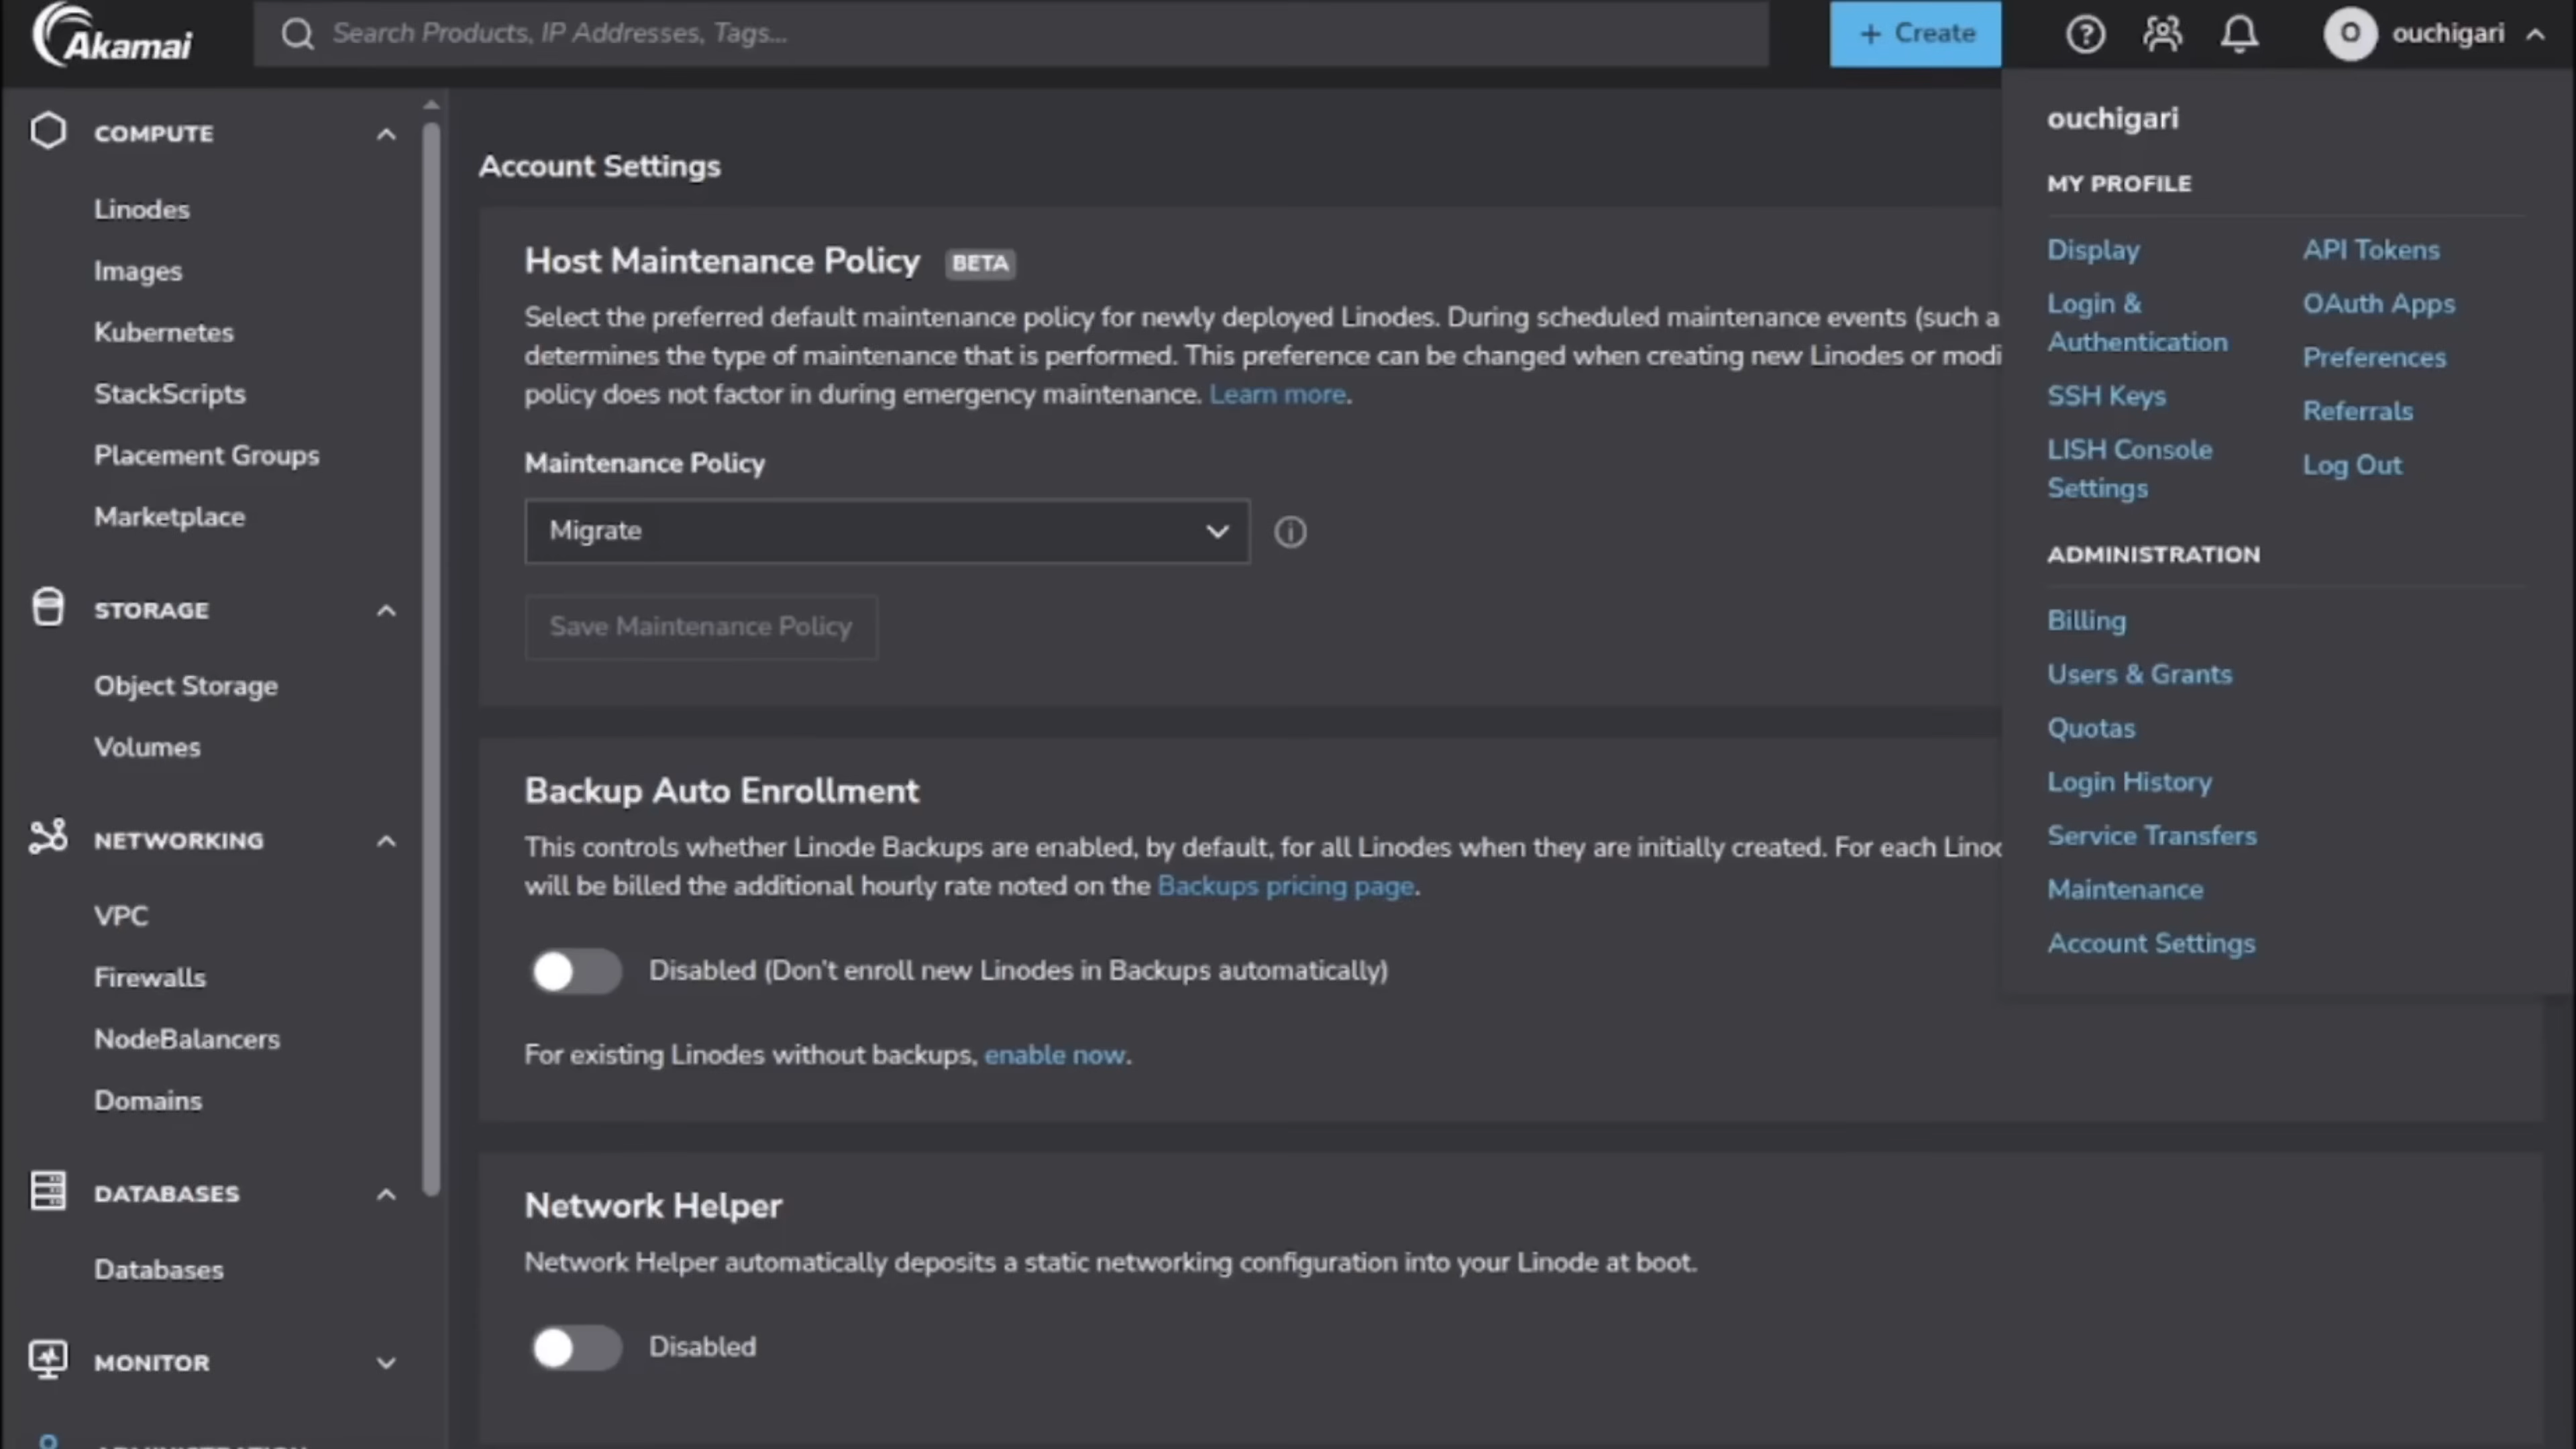 Akamai
Search Products, IP Addresses, Tags...
+ Create
O
ouchigari
COMPUTE
Linodes
Images
Kubernetes
StackScripts
Placement Groups
Marketplace
STORAGE
Object Storage
Volumes
NETWORKING
VPC
Firewalls
NodeBalancers
Domains
DATABASES
Databases
MONITOR
Account Settings
Host Maintenance Policy BETA
Select the preferred default maintenance policy for newly deployed Linodes. During scheduled maintenance events (such a
determines the type of maintenance that is performed. This preference can be changed when creating new Linodes or modi
policy does not factor in during emergency maintenance. Learn more.
Maintenance Policy
Migrate
Save Maintenance Policy
Backup Auto Enrollment
This controls whether Linode Backups are enabled, by default, for all Linodes when they are initially created. For each Linod
will be billed the additional hourly rate noted on the Backups pricing page.
Disabled (Don't enroll new Linodes in Backups automatically)
For existing Linodes without backups, enable now.
Network Helper
Network Helper automatically deposits a static networking configuration into your Linode at boot.
Disabled
ouchigari
MY PROFILE
Display
Login &
Authentication
SSH Keys
LISH Console
Settings
API Tokens
OAuth Apps
Preferences
Referrals
Log Out
ADMINISTRATION
Billing
Users & Grants
Quotas
Login History
Service Transfers
Maintenance
Account Settings